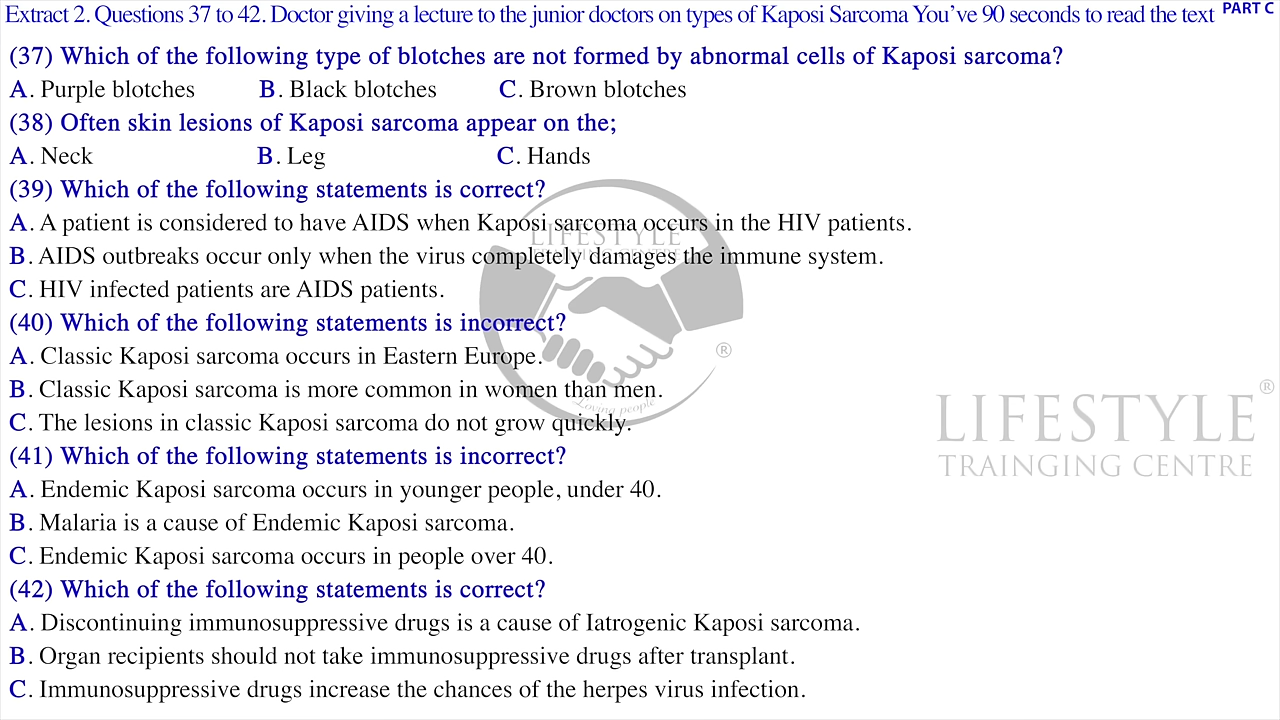 Extract 2. Questions 37 to 42. Doctor giving a lecture to the junior doctors on types of Kaposi Sarcoma You've 90 seconds to read the text PART C
(37) Which of the following type of blotches are not formed by abnormal cells of Kaposi sarcoma?
A. Purple blotches B. Black blotches C. Brown blotches
(38) Often skin lesions of Kaposi sarcoma appear on the;
A. Neck B. Leg C. Hands
(39) Which of the following statements is correct?
A. A patient is considered to have AIDS when Kaposi sarcoma occurs in the HIV patients.
LIFESTYLE
TRAINING CENTRE
B. AIDS outbreaks occur only when the virus completely damages the immune system.
C. HIV infected patients are AIDS patients.
(40) Which of the following statements is incorrect?
A. Classic Kaposi sarcoma occurs in Eastern Europe.
®
B. Classic Kaposi sarcoma is more common in women than men.
Loving people
C. The lesions in classic Kaposi sarcoma do not grow quickly.
LIFESTYLE ®
TRAINGING CENTRE
(41) Which of the following statements is incorrect?
A. Endemic Kaposi sarcoma occurs in younger people, under 40.
B. Malaria is a cause of Endemic Kaposi sarcoma.
C. Endemic Kaposi sarcoma occurs in people over 40.
(42) Which of the following statements is correct?
A. Discontinuing immunosuppressive drugs is a cause of Iatrogenic Kaposi sarcoma.
B. Organ recipients should not take immunosuppressive drugs after transplant.
C. Immunosuppressive drugs increase the chances of the herpes virus infection.